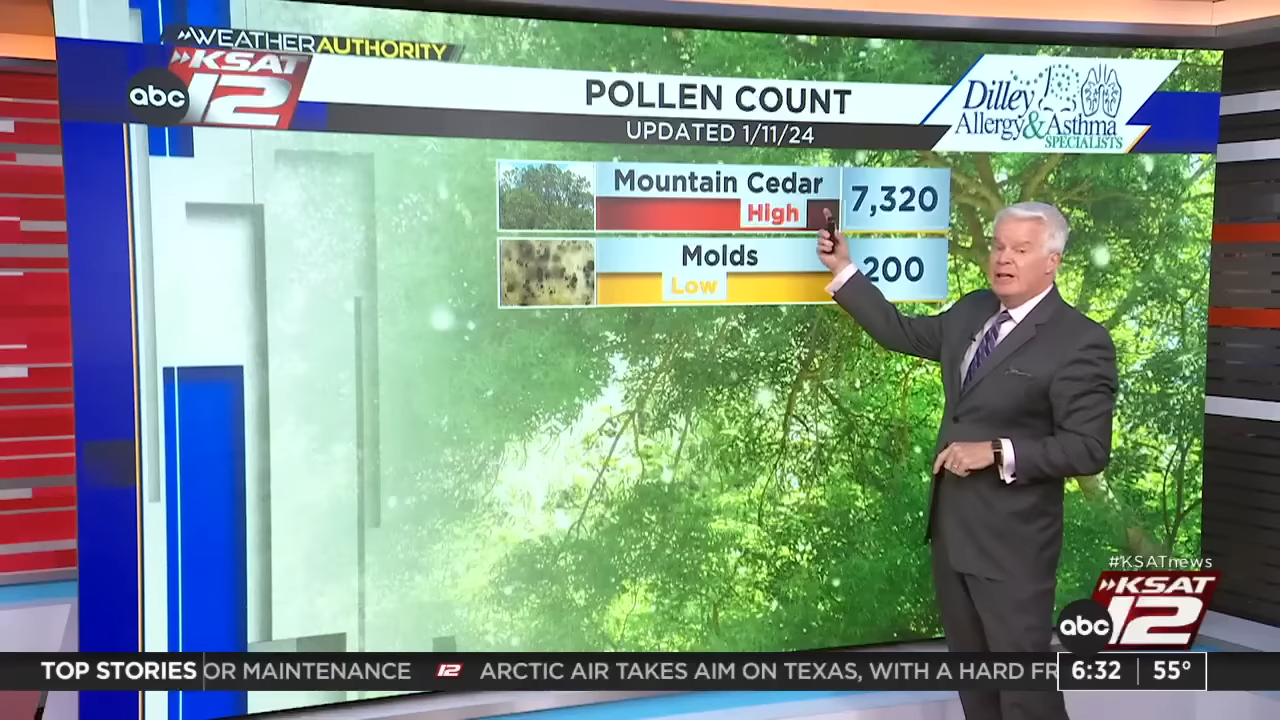 WEATHER AUTHORITY
KSAT
abc 12
POLLEN COUNT
UPDATED 1/11/24
Dilley
Allergy & Asthma
SPECIALISTS
Mountain Cedar
High
7,320
Molds
Low
200
#KSATnews
KSAT
abc 12
TOP STORIES OR MAINTENANCE 12 ARCTIC AIR TAKES AIM ON TEXAS, WITH A HARD FR 6:32 55°